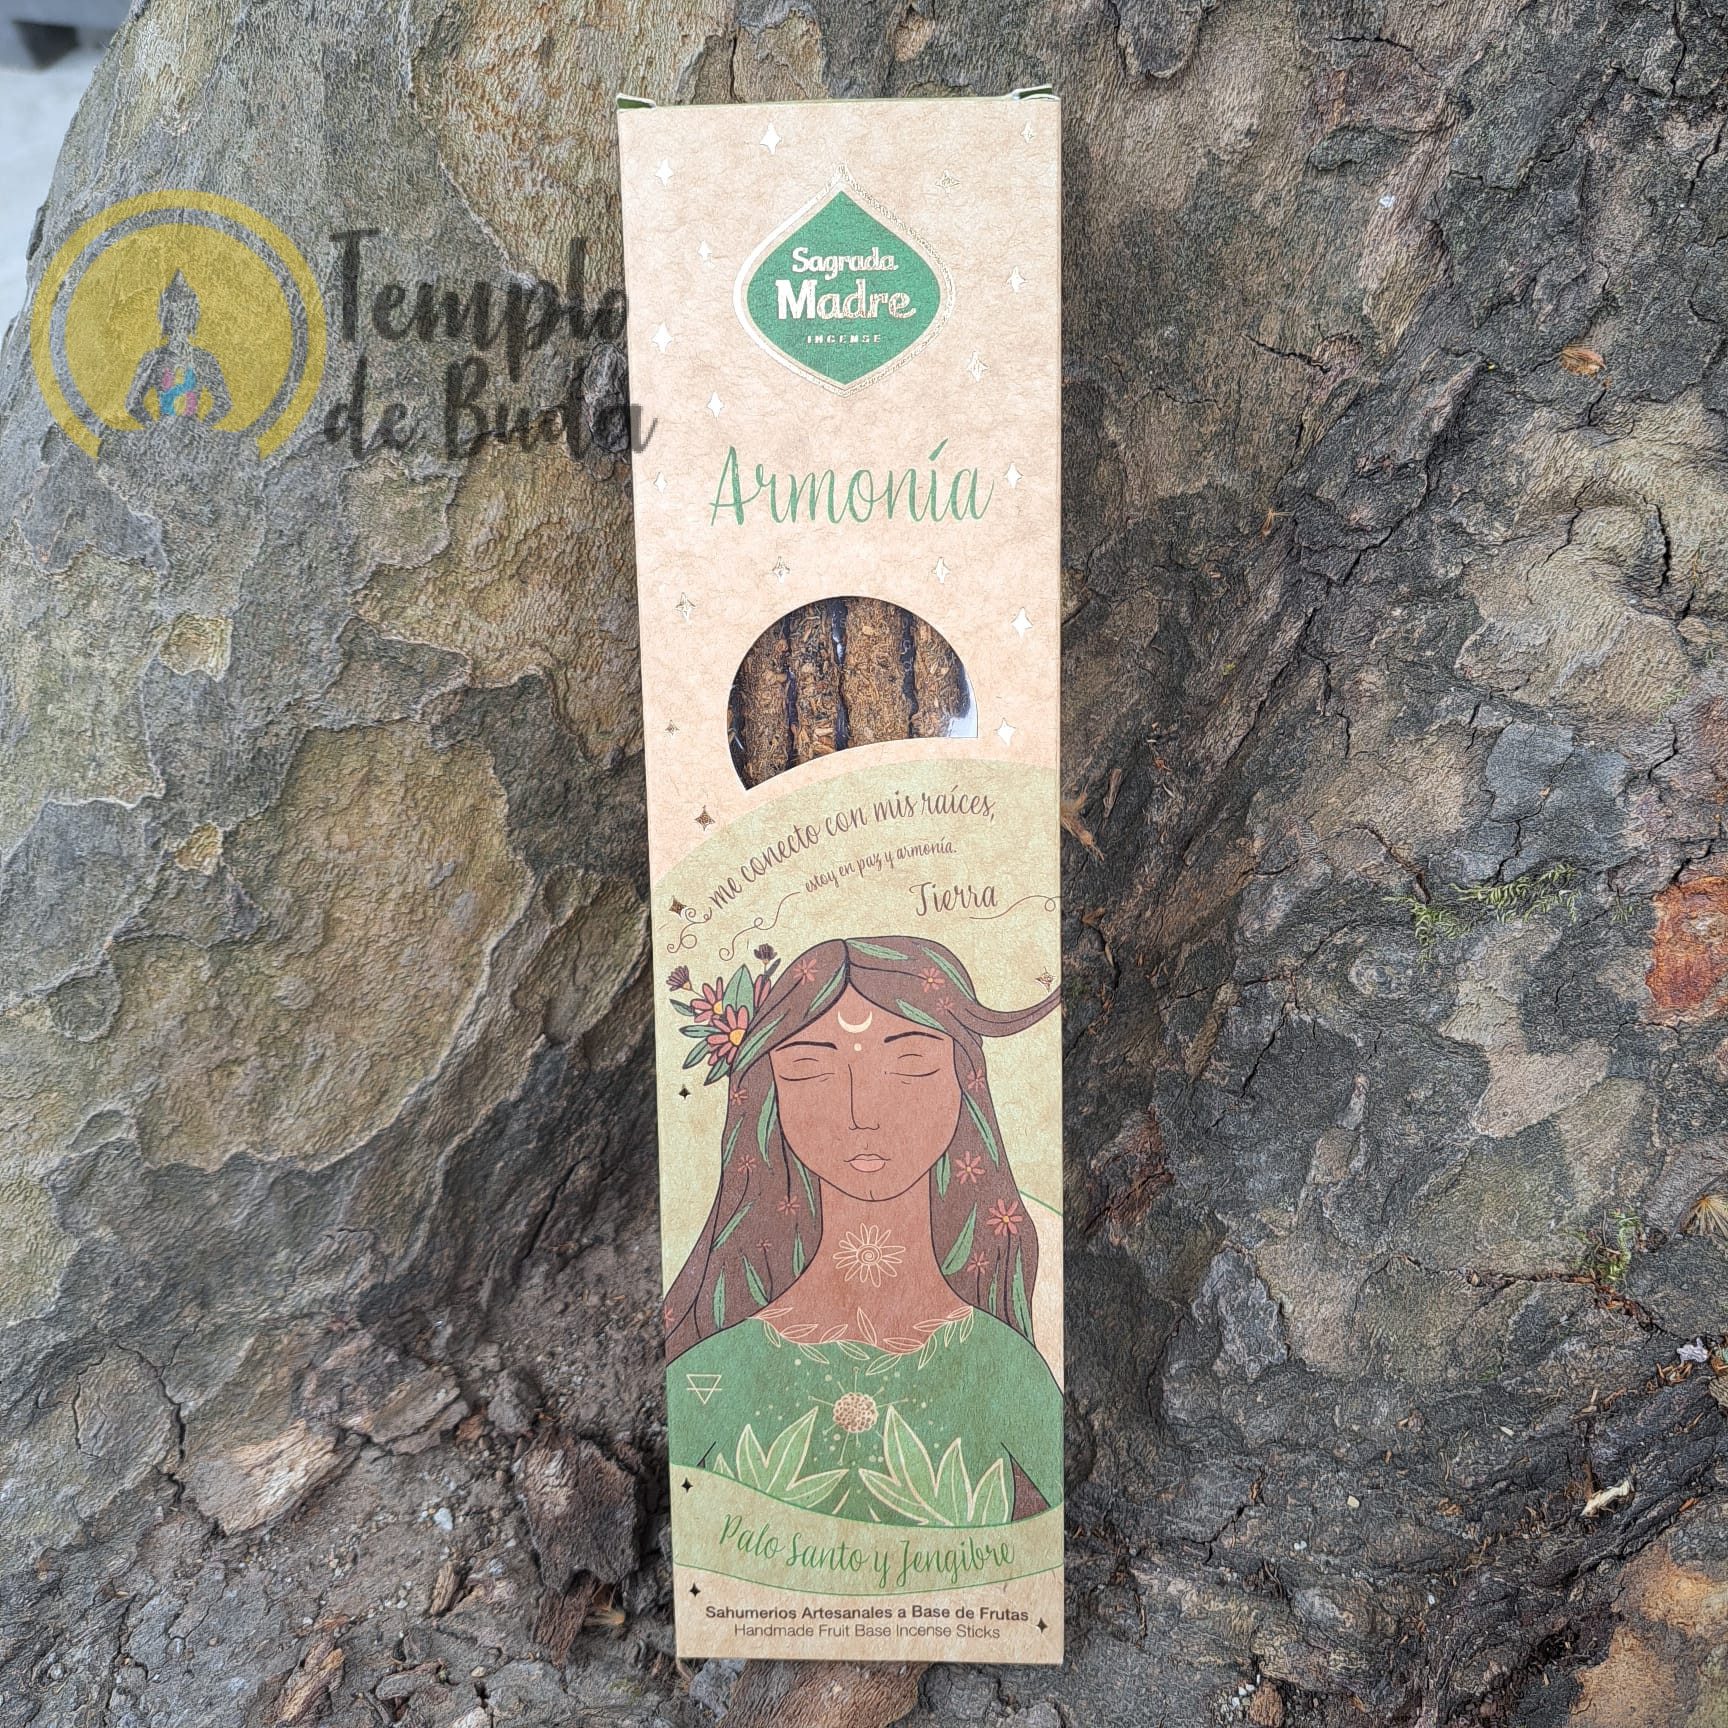 Templo
de Buda
Sagrada
Madre
INCENSE
Armonía
me conecto con mis raíces,
estoy en paz y armonía.
Tierra
Palo Santo y Jengibre
Sahumerios Artesanales a Base de Frutas
Handmade Fruit Base Incense Sticks